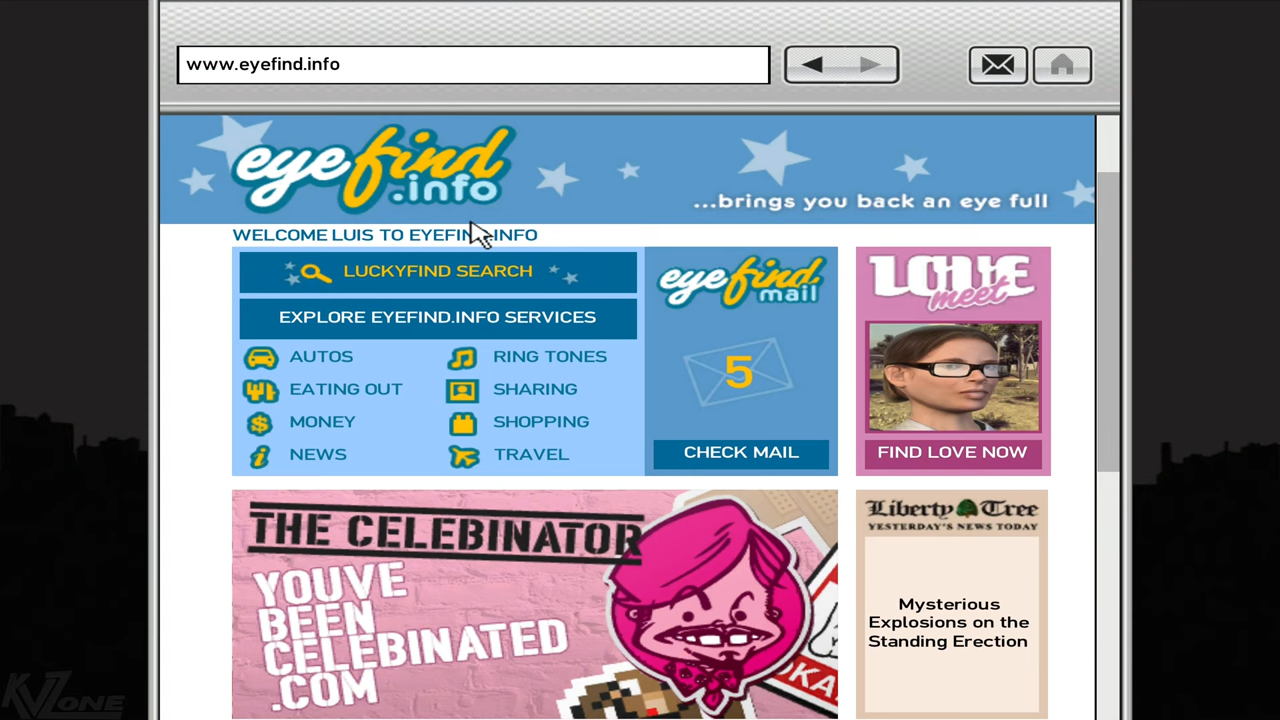 www.eyefind.info
eyefind
.info
...brings you back an eye full
WELCOME LUIS TO EYEFIND.INFO
LUCKYFIND SEARCH
EXPLORE EYEFIND.INFO SERVICES
AUTOS
RING TONES
EATING OUT
SHARING
MONEY
SHOPPING
NEWS
TRAVEL
eyefind
mail
5
CHECK MAIL
LOVE
meet
FIND LOVE NOW
THE CELEBINATOR
YOUVE
BEEN
CELEBINATED
.COM
Liberty Tree
YESTERDAY'S NEWS TODAY
Mysterious
Explosions on the
Standing Erection